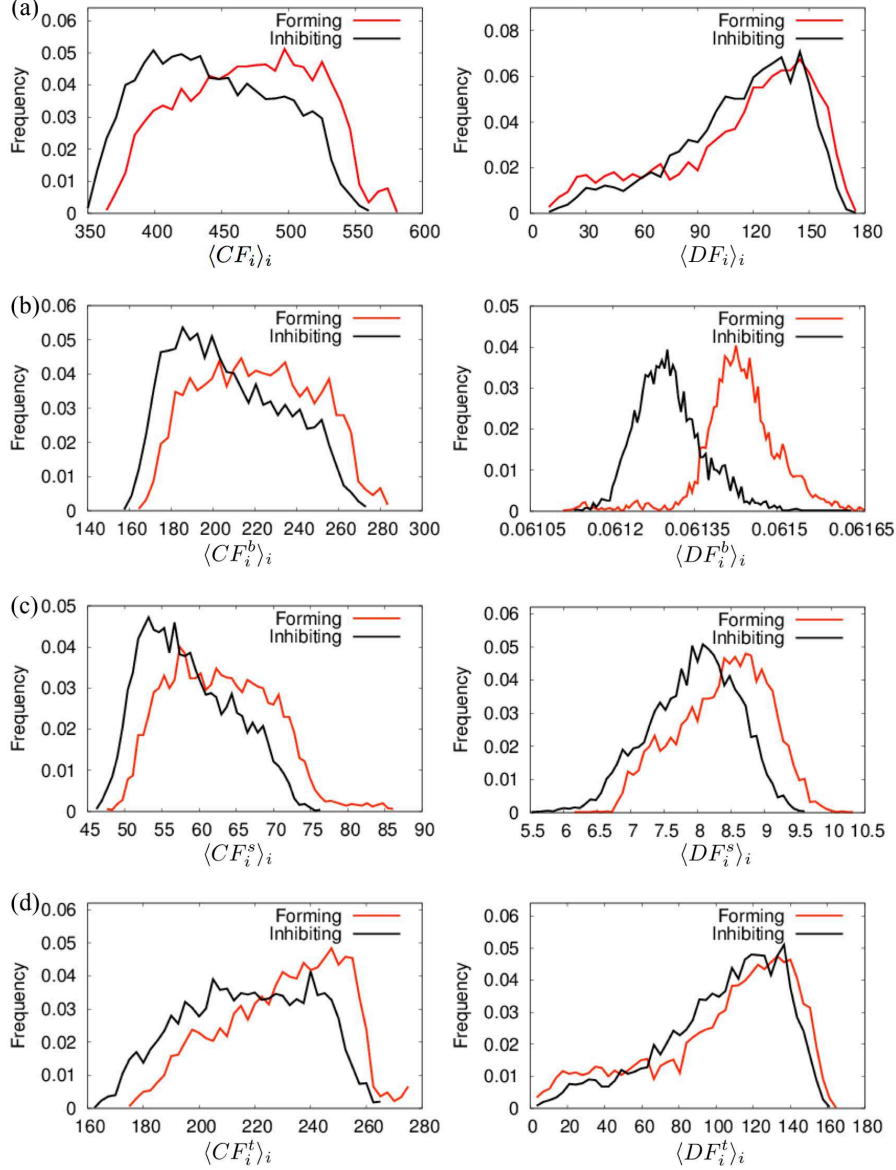 (a)
0.06
0.05
0.04
0.03
0.02
0.01
0
Frequency
Forming
Inhibiting
350 400 450 500 550 600
⟨CF_i⟩_i
0.08
0.06
0.04
0.02
0
Frequency
Forming
Inhibiting
0 30 60 90 120 150 180
⟨DF_i⟩_i
(b)
0.06
0.05
0.04
0.03
0.02
0.01
0
Frequency
Forming
Inhibiting
140 180 220 260 300
⟨CF_i^b⟩_i
0.05
0.04
0.03
0.02
0.01
0
Frequency
Forming
Inhibiting
0.06105 0.0612 0.06135 0.0615 0.06165
⟨DF_i^b⟩_i
(c)
0.05
0.04
0.03
0.02
0.01
0
Frequency
Forming
Inhibiting
45 50 55 60 65 70 75 80 85 90
⟨CF_i^s⟩_i
0.06
0.05
0.04
0.03
0.02
0.01
0
Frequency
Forming
Inhibiting
5.5 6 6.5 7 7.5 8 8.5 9 9.5 10.5
⟨DF_i^s⟩_i
(d)
0.06
0.05
0.04
0.03
0.02
0.01
0
Frequency
Forming
Inhibiting
160 180 200 220 240 260 280
⟨CF_i^t⟩_i
0.06
0.05
0.04
0.03
0.02
0.01
0
Frequency
Forming
Inhibiting
0 20 40 60 80 100 120 140 160 180
⟨DF_i^t⟩_i